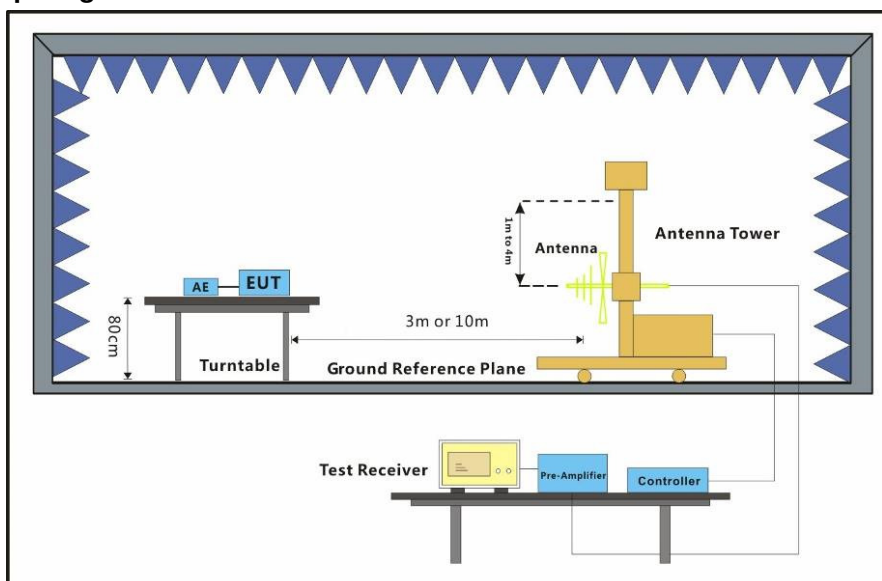 1m to 4m
Antenna
Antenna Tower
AE
EUT
80cm
3m or 10m
Turntable
Ground Reference Plane
Test Receiver
Pre-Amplifier
Controller